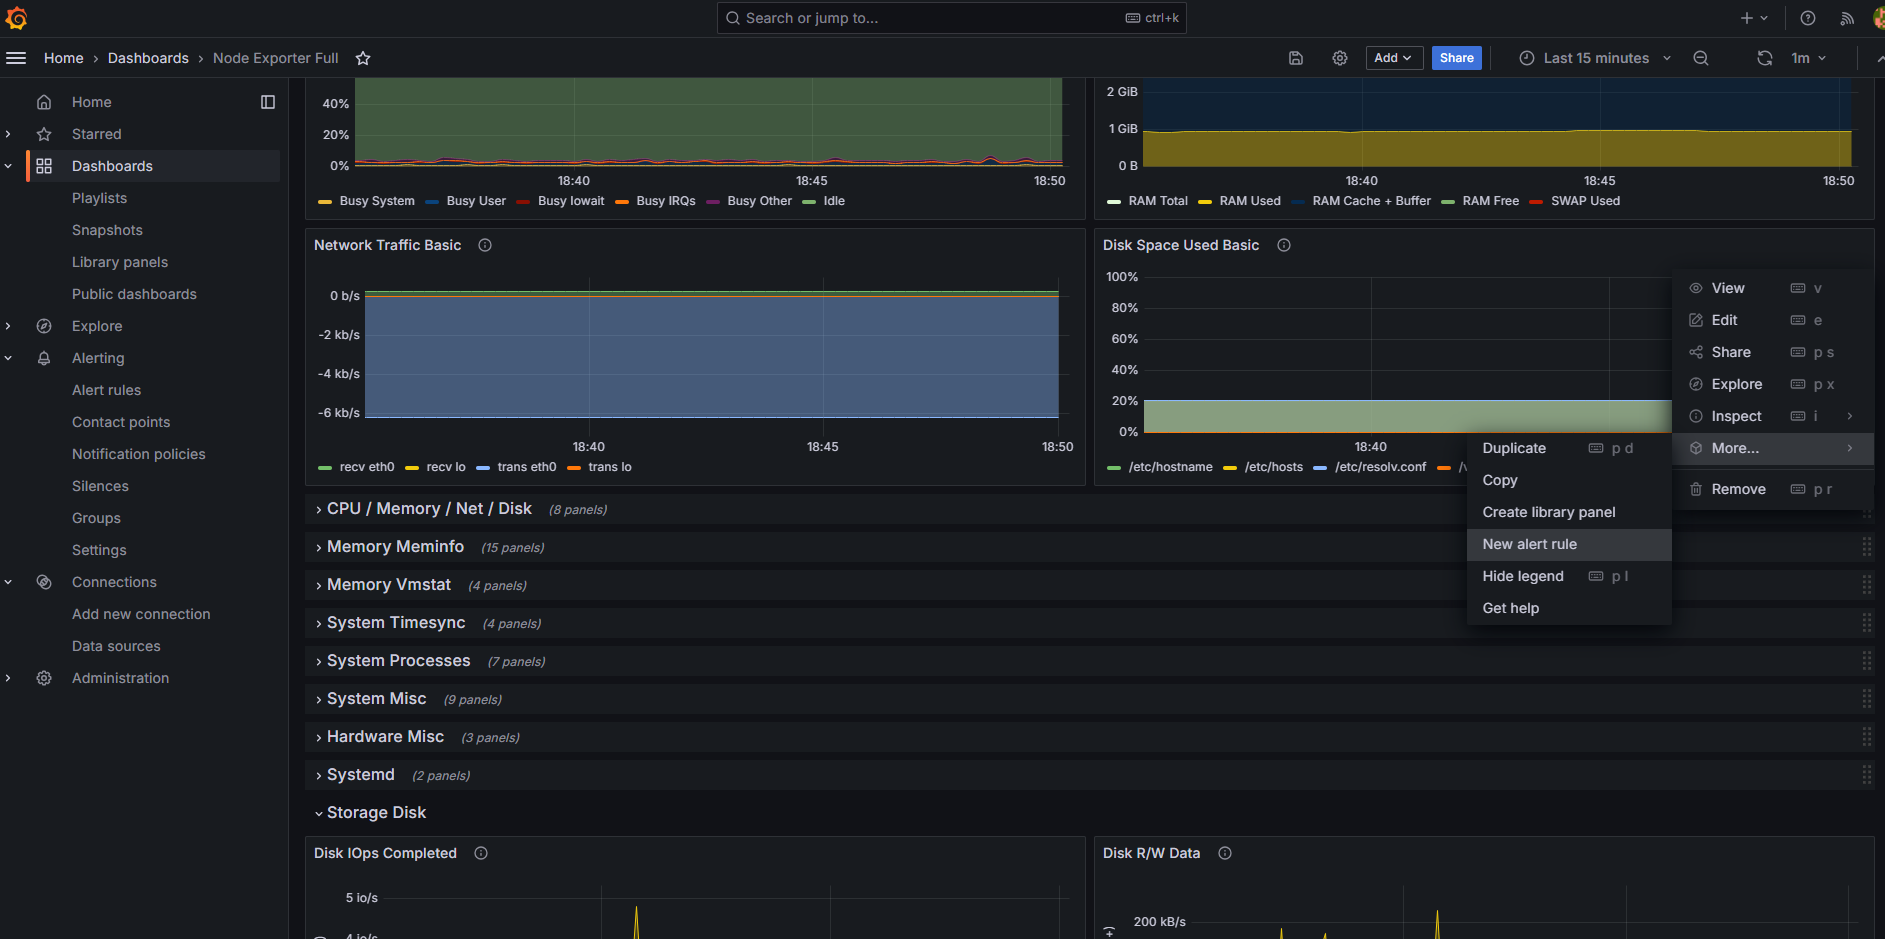 Search or jump to... ctrl+k
Home › Dashboards › Node Exporter Full
Add
Share
Last 15 minutes
1m
Home
Starred
Dashboards
Playlists
Snapshots
Library panels
Public dashboards
Explore
Alerting
Alert rules
Contact points
Notification policies
Silences
Groups
Settings
Connections
Add new connection
Data sources
Administration
40%
20%
0%
18:40 18:45 18:50
Busy System Busy User Busy Iowait Busy IRQs Busy Other Idle
2 GiB
1 GiB
0 B
18:40 18:45 18:50
RAM Total RAM Used RAM Cache + Buffer RAM Free SWAP Used
Network Traffic Basic
0 b/s
-2 kb/s
-4 kb/s
-6 kb/s
18:40 18:45 18:50
recv eth0 recv lo trans eth0 trans lo
Disk Space Used Basic
100%
80%
60%
40%
20%
0%
18:40
/etc/hostname /etc/hosts /etc/resolv.conf
View v
Edit e
Share p s
Explore p x
Inspect i
More...
Remove p r
Duplicate p d
Copy
Create library panel
New alert rule
Hide legend p l
Get help
CPU / Memory / Net / Disk (8 panels)
Memory Meminfo (15 panels)
Memory Vmstat (4 panels)
System Timesync (4 panels)
System Processes (7 panels)
System Misc (9 panels)
Hardware Misc (3 panels)
Systemd (2 panels)
Storage Disk
Disk IOps Completed
5 io/s
4 io/s
Disk R/W Data
200 kB/s